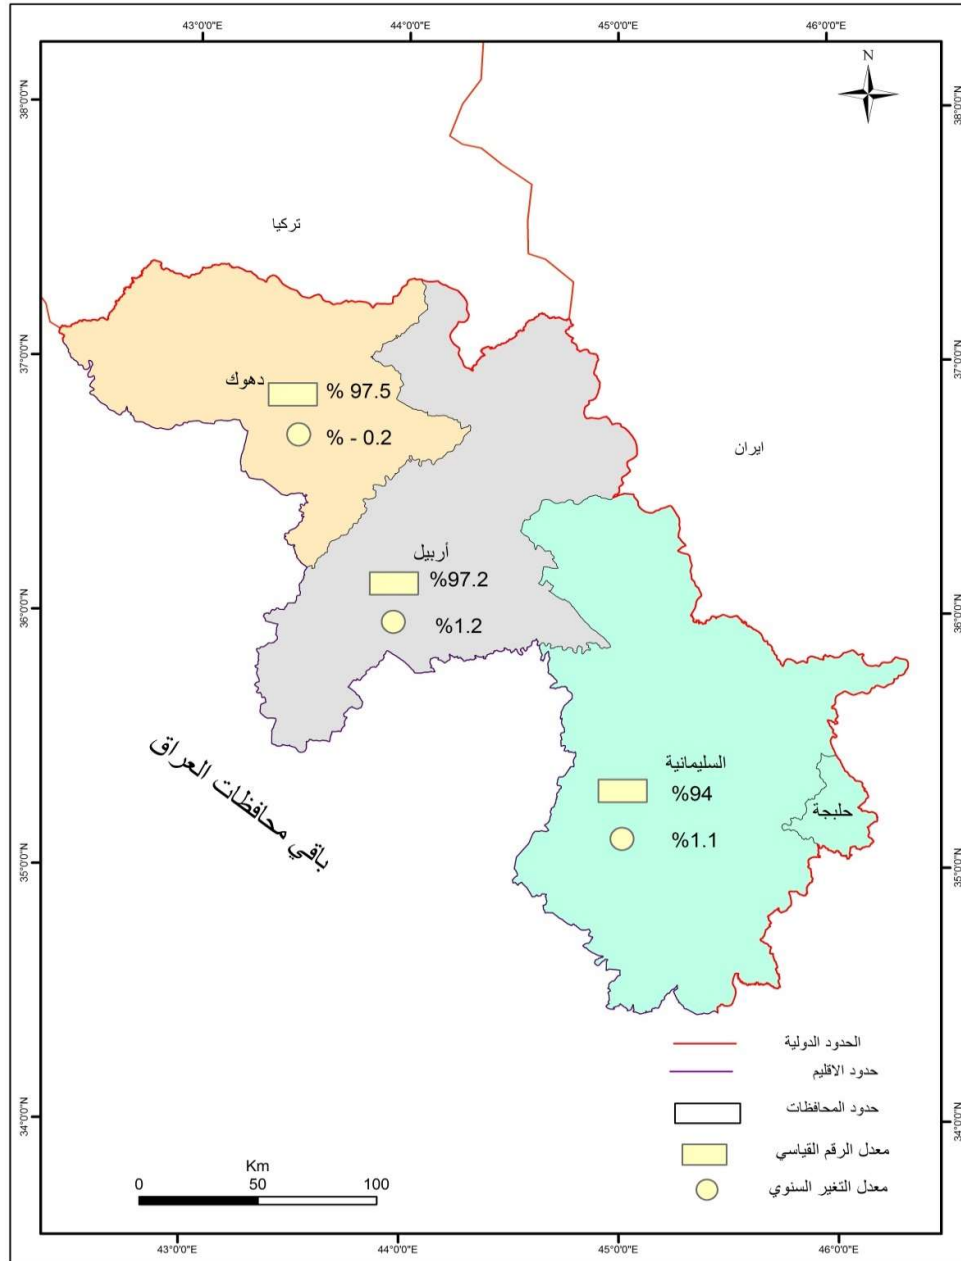 43°0'0"E
44°0'0"E
45°0'0"E
46°0'0"E
38°0'0"N
38°0'0"N
N
تركيا
37°0'0"N
37°0'0"N
دهوك
% 97.5
% - 0.2
ايران
أربيل
%97.2
%1.2
36°0'0"N
36°0'0"N
باقي محافظات العراق
السليمانية
%94
%1.1
حلبجة
35°0'0"N
35°0'0"N
الحدود الدولية
حدود الاقليم
حدود المحافظات
معدل الرقم القياسي
معدل التغير السنوي
34°0'0"N
34°0'0"N
Km
0 50 100
43°0'0"E
44°0'0"E
45°0'0"E
46°0'0"E